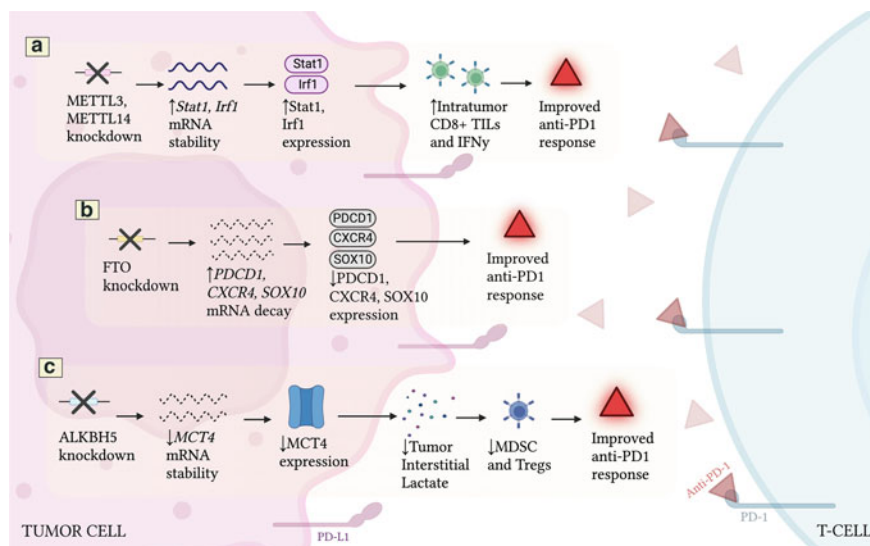 a
METTL3,
METTL14
knockdown
↑Stat1, Irf1
mRNA
stability
Stat1
Irf1
↑Stat1,
Irf1
expression
↑Intratumor
CD8+ TILs
and IFNy
Improved
anti-PD1
response
b
FTO
knockdown
↑PDCD1,
CXCR4, SOX10
mRNA decay
PDCD1
CXCR4
SOX10
↓PDCD1,
CXCR4, SOX10
expression
Improved
anti-PD1
response
c
ALKBH5
knockdown
↓MCT4
mRNA
stability
↓MCT4
expression
↓Tumor
Interstitial
Lactate
↓MDSC
and Tregs
Improved
anti-PD1
response
Anti-PD-1
PD-1
TUMOR CELL
PD-L1
T-CELL